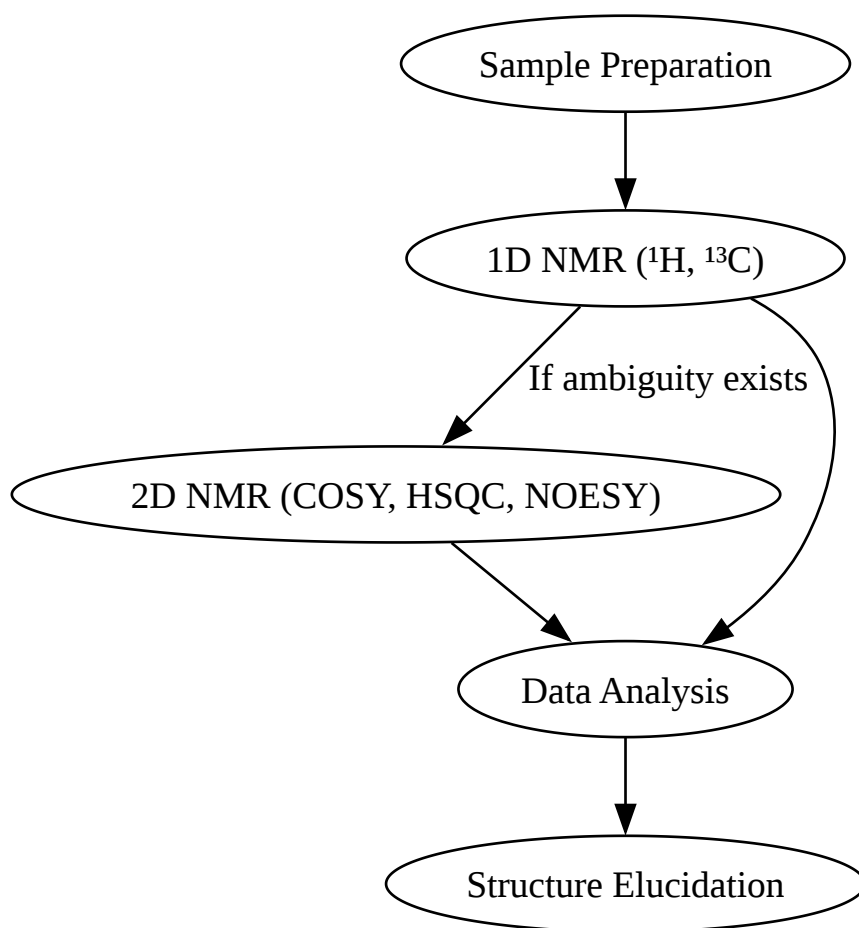 Sample Preparation
1D NMR (¹H, ¹³C)
If ambiguity exists
2D NMR (COSY, HSQC, NOESY)
Data Analysis
Structure Elucidation